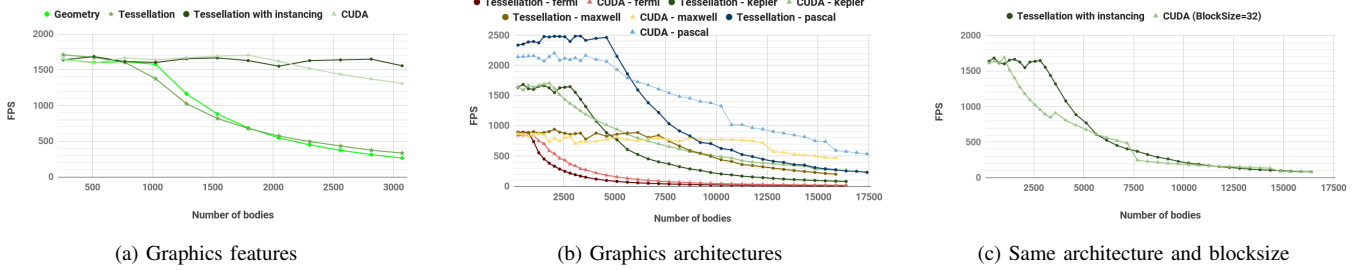 Geometry Tessellation Tessellation with instancing CUDA
2000
1500
1000
500
0
FPS
500 1000 1500 2000 2500 3000
Number of bodies
(a) Graphics features
Tessellation - fermi CUDA - fermi Tessellation - kepler CUDA - kepler
Tessellation - maxwell CUDA - maxwell Tessellation - pascal
CUDA - pascal
2500
2000
1500
1000
500
0
FPS
2500 5000 7500 10000 12500 15000 17500
Number of bodies
(b) Graphics architectures
Tessellation with instancing CUDA (BlockSize=32)
2000
1500
1000
500
0
FPS
2500 5000 7500 10000 12500 15000 17500
Number of bodies
(c) Same architecture and blocksize